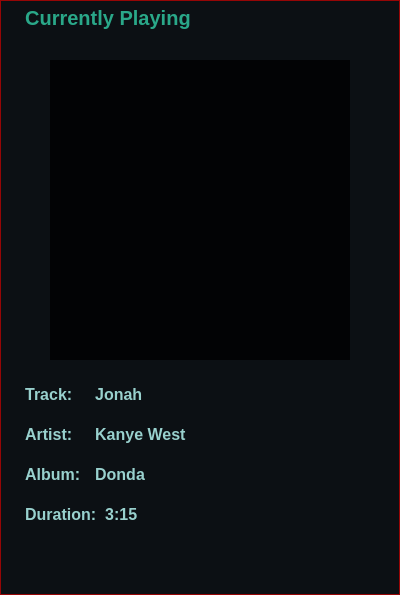 Currently Playing
Track: Jonah
Artist: Kanye West
Album: Donda
Duration: 3:15